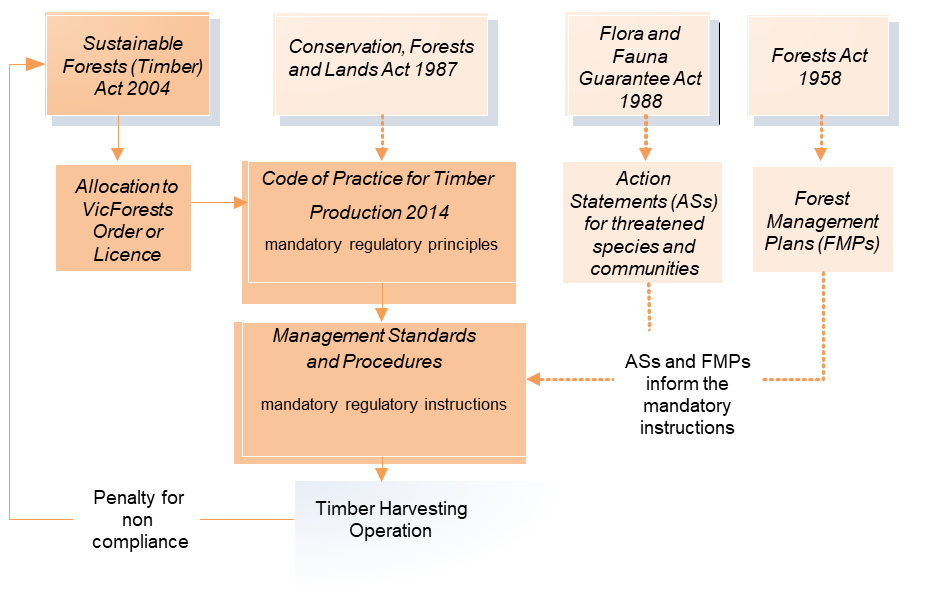 Sustainable
Forests (Timber)
Act 2004
Conservation, Forests
and Lands Act 1987
Flora and
Fauna
Guarantee Act
1988
Forests Act
1958
Allocation to
VicForests
Order or
Licence
Code of Practice for Timber
Production 2014
mandatory regulatory principles
Action
Statements (ASs)
for threatened
species and
communities
Forest
Management
Plans (FMPs)
Management Standards
and Procedures
mandatory regulatory instructions
ASs and FMPs
inform the
mandatory
instructions
Penalty for
non
compliance
Timber Harvesting
Operation